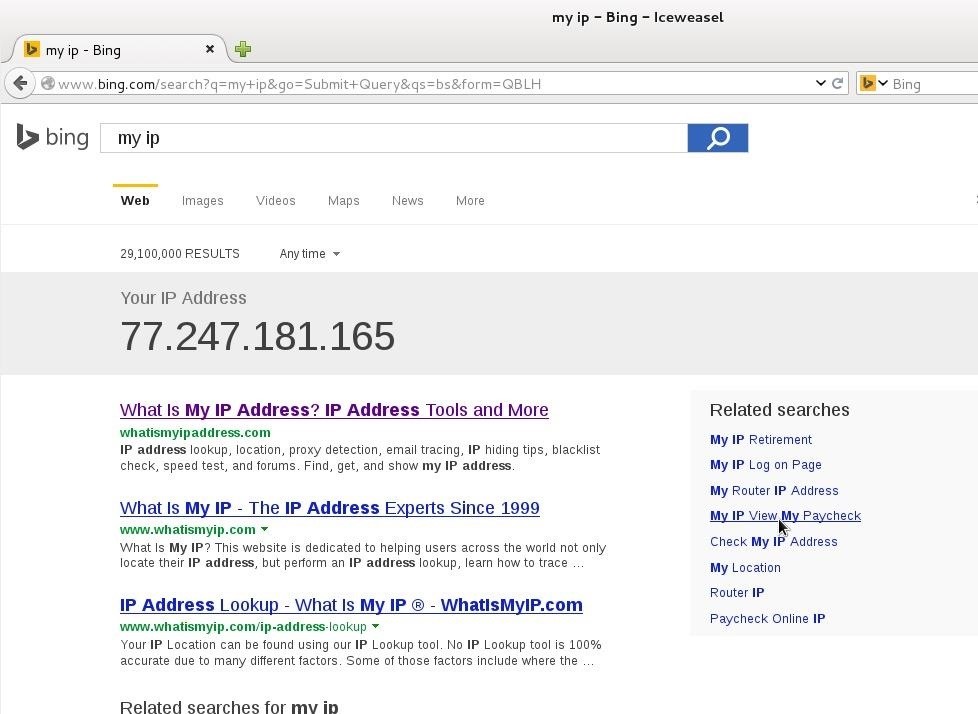 my ip - Bing - Iceweasel
my ip - Bing
www.bing.com/search?q=my+ip&go=Submit+Query&qs=bs&form=QBLH
Bing
bing
my ip
Web
Images
Videos
Maps
News
More
29,100,000 RESULTS
Any time
Your IP Address
77.247.181.165
What Is My IP Address? IP Address Tools and More
whatismyipaddress.com
IP address lookup, location, proxy detection, email tracing, IP hiding tips, blacklist
check, speed test, and forums. Find, get, and show my IP address.
What Is My IP - The IP Address Experts Since 1999
www.whatismyip.com
What Is My IP? This website is dedicated to helping users across the world not only
locate their IP address, but perform an IP address lookup, learn how to trace ...
IP Address Lookup - What Is My IP ® - WhatIsMyIP.com
www.whatismyip.com/ip-address-lookup
Your IP Location can be found using our IP Lookup tool. No IP Lookup tool is 100%
accurate due to many different factors. Some of those factors include where the ...
Related searches for my ip
Related searches
My IP Retirement
My IP Log on Page
My Router IP Address
My IP View My Paycheck
Check My IP Address
My Location
Router IP
Paycheck Online IP